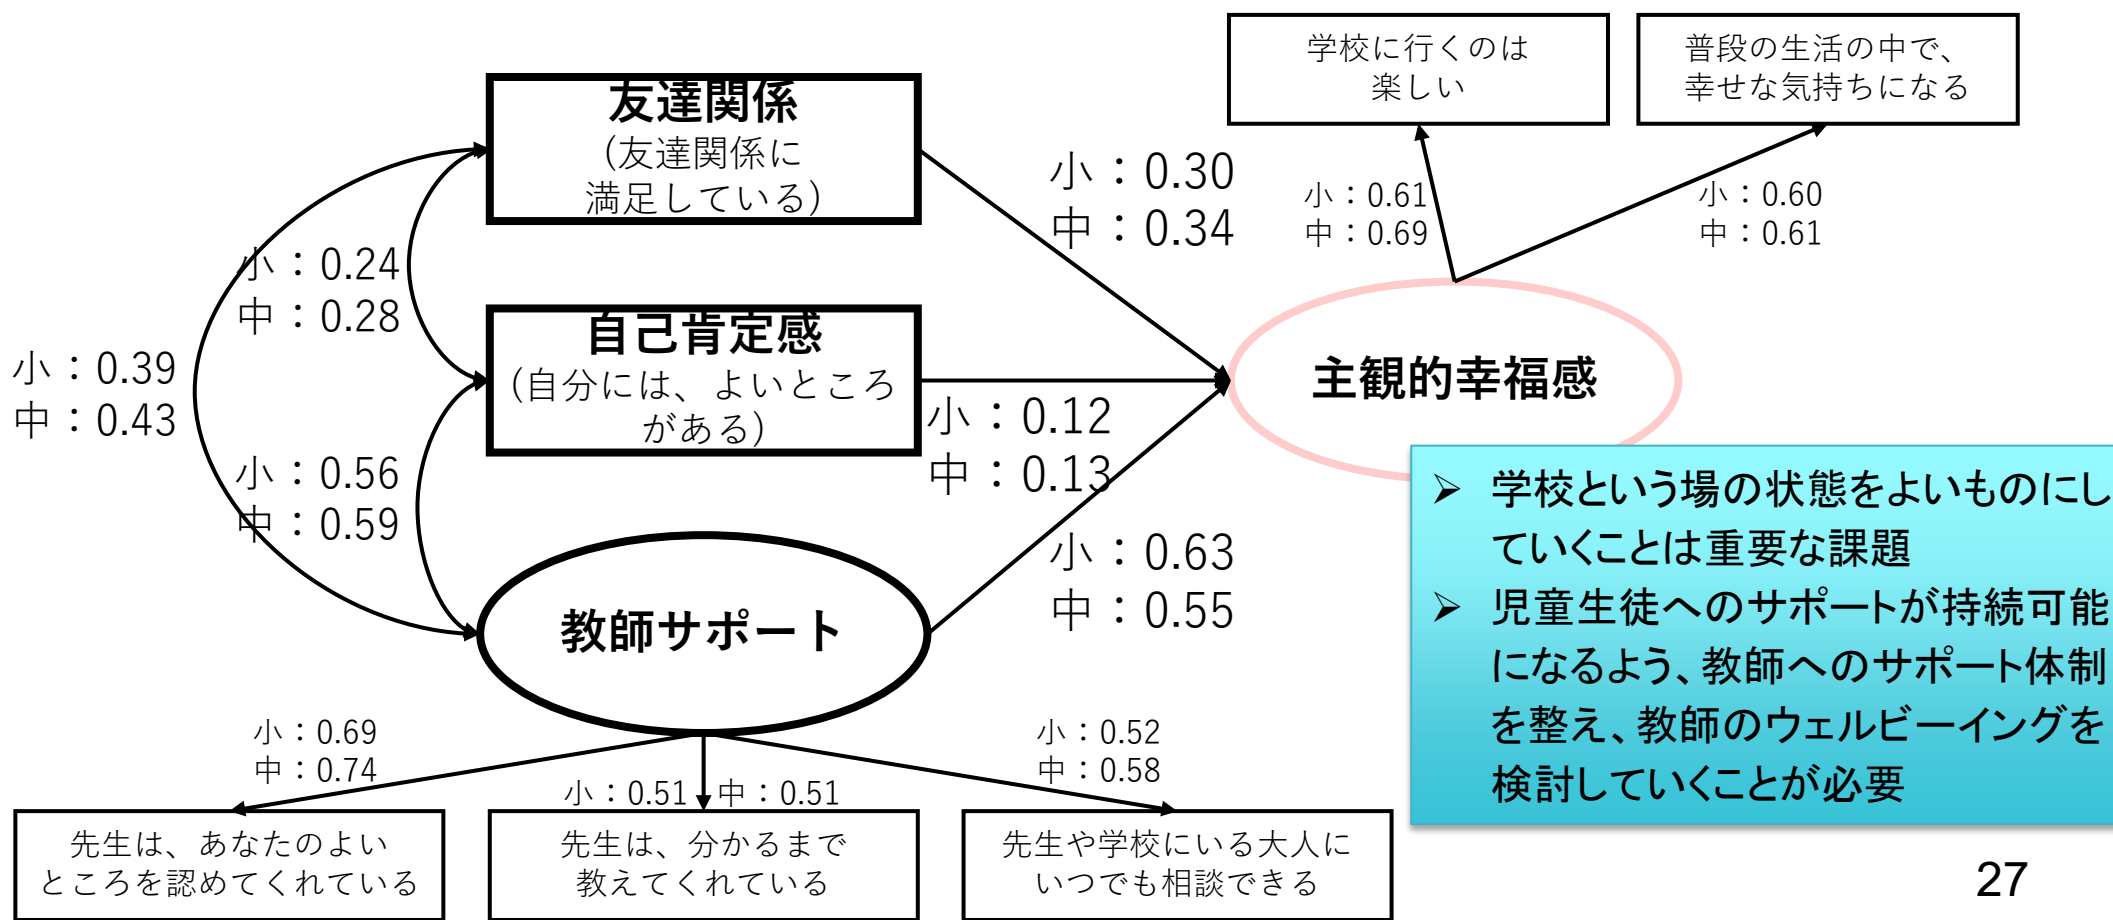 学校に行くのは
楽しい
普段の生活の中で、
幸せな気持ちになる
友達関係
(友達関係に
満足している)
小：0.30
中：0.34
小：0.61
中：0.69
小：0.60
中：0.61
小：0.24
中：0.28
自己肯定感
(自分には、よいところ
がある)
主観的幸福感
小：0.39
中：0.43
小：0.12
中：0.13
小：0.56
中：0.59
小：0.63
中：0.55
教師サポート
➢ 学校という場の状態をよいものにし
ていくことは重要な課題
➢ 児童生徒へのサポートが持続可能
になるよう、教師へのサポート体制
を整え、教師のウェルビーイングを
検討していくことが必要
小：0.69
中：0.74
小：0.51 中：0.51
小：0.52
中：0.58
先生は、あなたのよい
ところを認めてくれている
先生は、分かるまで
教えてくれている
先生や学校にいる大人に
いつでも相談できる
27